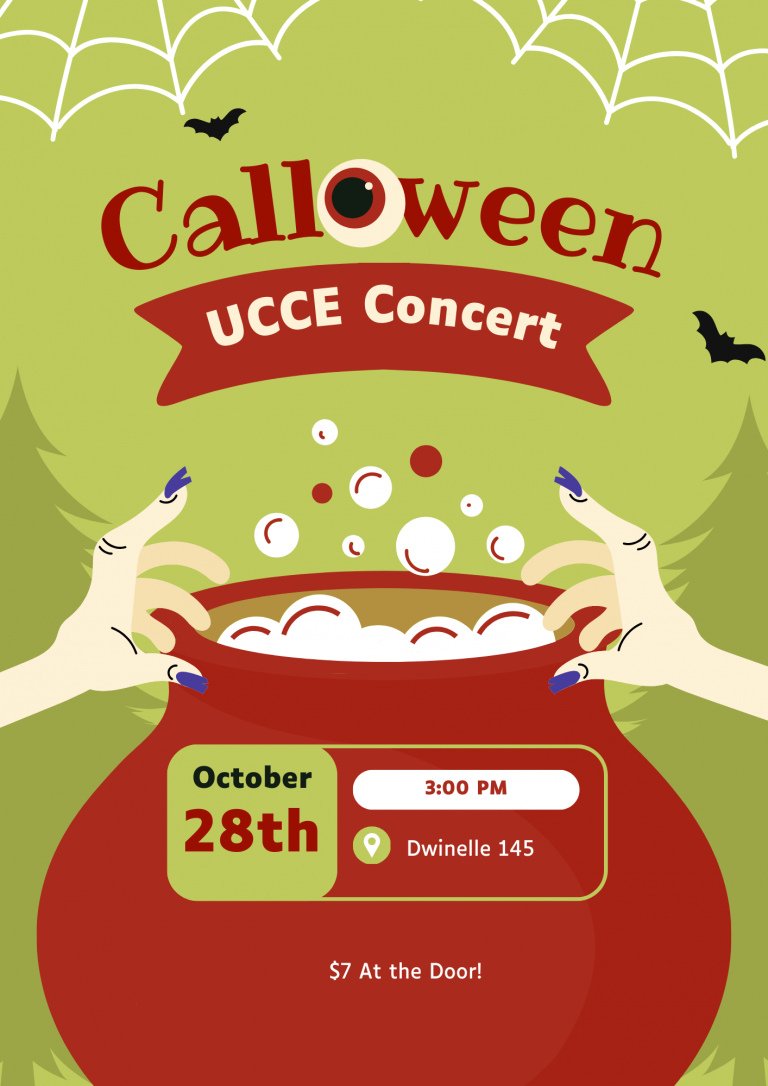 Calloween
UCCE Concert
October
28th
3:00 PM
Dwinelle 145
$7 At the Door!